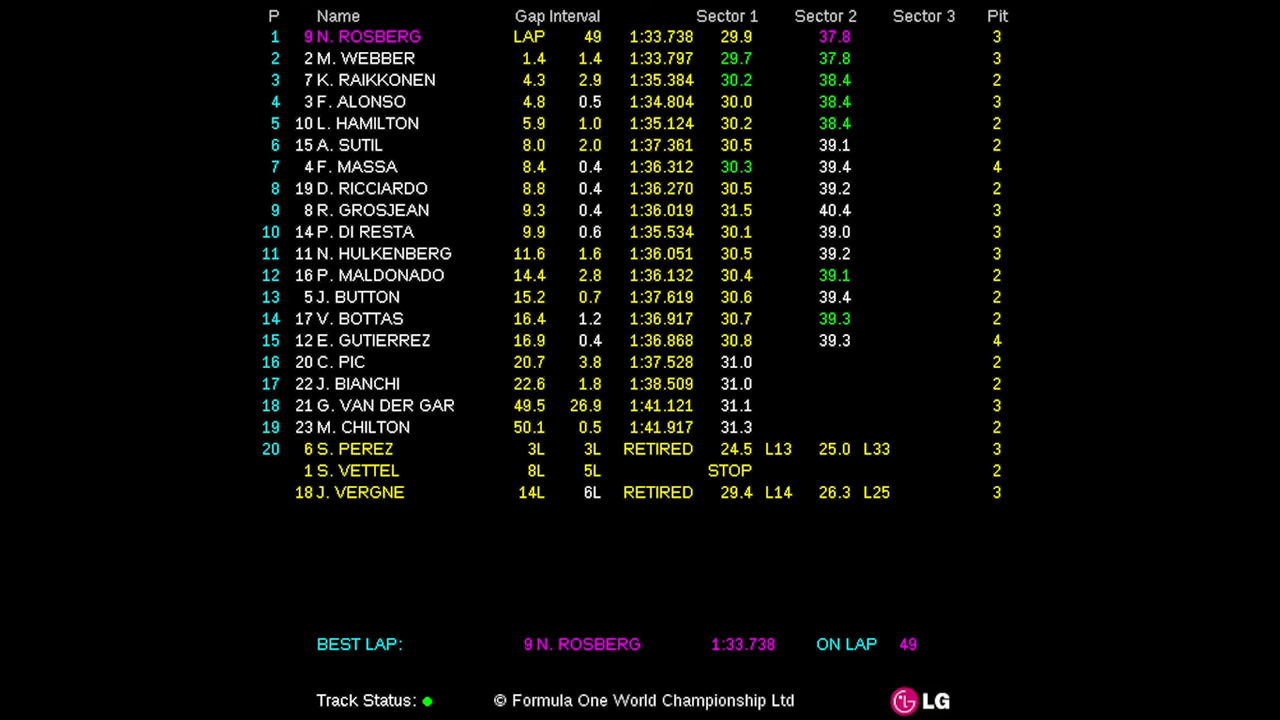 P Name Gap Interval Sector 1 Sector 2 Sector 3 Pit
1 9 N. ROSBERG LAP 49 1:33.738 29.9 37.8 3
2 2 M. WEBBER 1.4 1.4 1:33.797 29.7 37.8 3
3 7 K. RAIKKONEN 4.3 2.9 1:35.384 30.2 38.4 2
4 3 F. ALONSO 4.8 0.5 1:34.804 30.0 38.4 3
5 10 L. HAMILTON 5.9 1.0 1:35.124 30.2 38.4 2
6 15 A. SUTIL 8.0 2.0 1:37.361 30.5 39.1 2
7 4 F. MASSA 8.4 0.4 1:36.312 30.3 39.4 4
8 19 D. RICCIARDO 8.8 0.4 1:36.270 30.5 39.2 2
9 8 R. GROSJEAN 9.3 0.4 1:36.019 31.5 40.4 3
10 14 P. DI RESTA 9.9 0.6 1:35.534 30.1 39.0 3
11 11 N. HULKENBERG 11.6 1.6 1:36.051 30.5 39.2 3
12 16 P. MALDONADO 14.4 2.8 1:36.132 30.4 39.1 2
13 5 J. BUTTON 15.2 0.7 1:37.619 30.6 39.4 2
14 17 V. BOTTAS 16.4 1.2 1:36.917 30.7 39.3 2
15 12 E. GUTIERREZ 16.9 0.4 1:36.868 30.8 39.3 4
16 20 C. PIC 20.7 3.8 1:37.528 31.0 2
17 22 J. BIANCHI 22.6 1.8 1:38.509 31.0 2
18 21 G. VAN DER GAR 49.5 26.9 1:41.121 31.1 3
19 23 M. CHILTON 50.1 0.5 1:41.917 31.3 2
20 6 S. PEREZ 3L 3L RETIRED 24.5 L13 25.0 L33 3
1 S. VETTEL 8L 5L STOP 2
18 J. VERGNE 14L 6L RETIRED 29.4 L14 26.3 L25 3
BEST LAP: 9 N. ROSBERG 1:33.738 ON LAP 49
Track Status: © Formula One World Championship Ltd LG